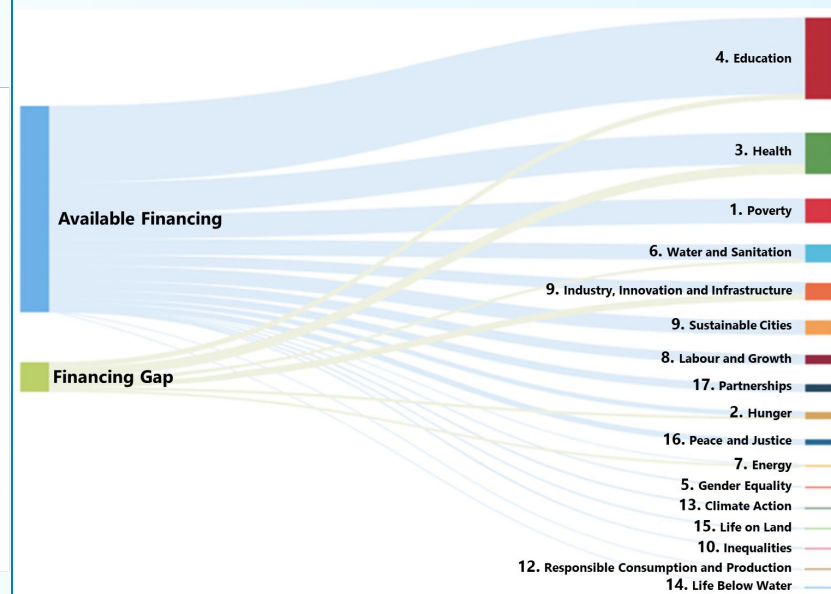 4. Education
3. Health
1. Poverty
Available Financing
6. Water and Sanitation
9. Industry, Innovation and Infrastructure
9. Sustainable Cities
8. Labour and Growth
Financing Gap
17. Partnerships
2. Hunger
16. Peace and Justice
7. Energy
5. Gender Equality
13. Climate Action
15. Life on Land
10. Inequalities
12. Responsible Consumption and Production
14. Life Below Water